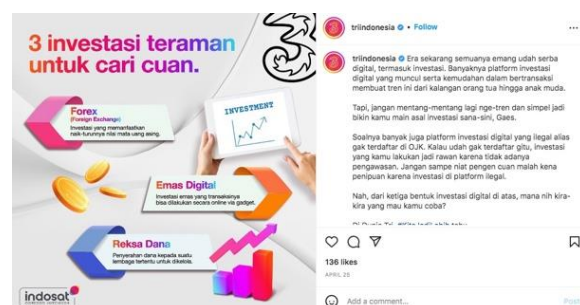 3 investasi teraman
untuk cari cuan.
3
Forex
(Foreign Exchange)
Investasi yang memanfaatkan
naik-turunnya nilai mata uang asing.
INVESTMENT
Emas Digital
Investasi emas yang transaksinya
bisa dilakukan secara online via gadget.
Reksa Dana
Penyerahan dana kepada suatu
lembaga tertentu untuk dikelola.
indosat
triindonesia • Follow
triindonesia Era sekarang semuanya emang udah serba
digital, termasuk investasi. Banyaknya platform investasi
digital yang muncul serta kemudahan dalam bertransaksi
membuat tren ini dari kalangan orang tua hingga anak muda.
Tapi, jangan mentang-mentang lagi nge-tren dan simpel jadi
bikin kamu main asal investasi sana-sini, Gaes.
Soalnya banyak juga platform investasi digital yang ilegal alias
gak terdaftar di OJK. Kalau udah gak terdaftar gitu, investasi
yang kamu lakukan jadi rawan karena tidak adanya
pengawasan. Jangan sampe niat pengen cuan malah kena
penipuan karena investasi di platform ilegal.
Nah, dari ketiga bentuk investasi digital di atas, mana nih kira-
kira yang mau kamu coba?
136 likes
APRIL 25
Add a comment...
Post